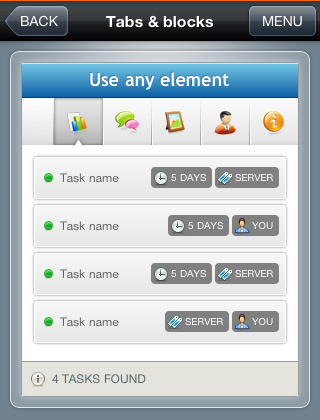 BACK Tabs & blocks MENU
Use any element
Task name 5 DAYS SERVER
Task name 5 DAYS YOU
Task name 5 DAYS SERVER
Task name SERVER YOU
4 TASKS FOUND